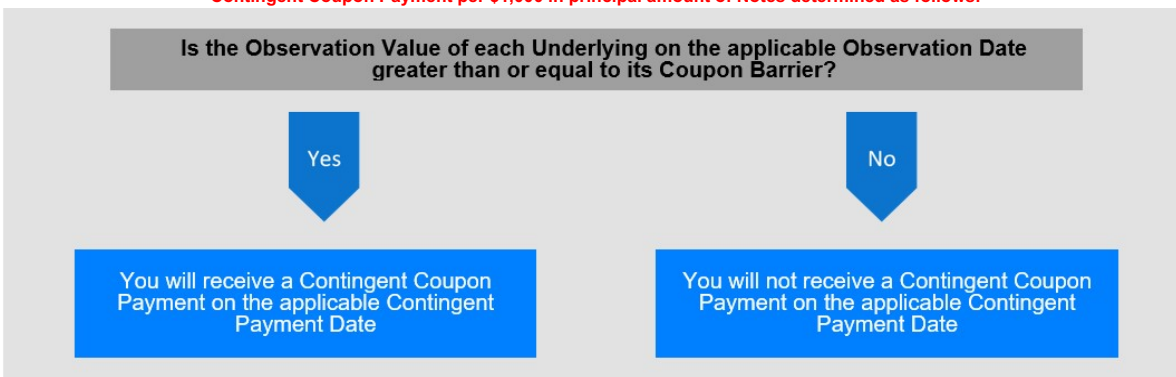 Contingent Coupon Payment per $1,000 in principal amount of Notes determined as follows:
Is the Observation Value of each Underlying on the applicable Observation Date
greater than or equal to its Coupon Barrier?
Yes
No
You will receive a Contingent Coupon
Payment on the applicable Contingent
Payment Date
You will not receive a Contingent Coupon
Payment on the applicable Contingent
Payment Date